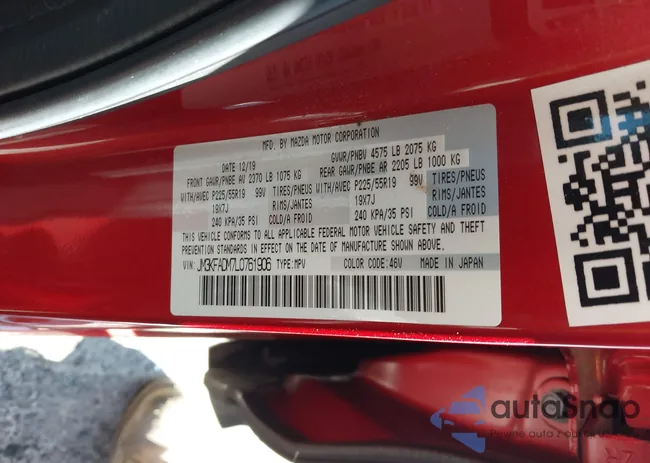 MFD. BY MAZDA MOTOR CORPORATION
DATE 12/19 GVWR/PNBV 4575 LB 2075 KG
FRONT GAWR/PNBE AV 2370 LB 1075 KG REAR GAWR/PNBE AR 2205 LB 1000 KG
WITH/AVEC P225/55R19 99V TIRES/PNEUS WITH/AVEC P225/55R19 99V TIRES/PNEUS
19X7J RIMS/JANTES 19X7J RIMS/JANTES
240 KPA/35 PSI COLD/A FROID 240 KPA/35 PSI COLD/A FROID
THIS VEHICLE CONFORMS TO ALL APPLICABLE FEDERAL MOTOR VEHICLE SAFETY AND THEFT
PREVENTION STANDARDS IN EFFECT ON THE DATE OF MANUFACTURE SHOWN ABOVE.
VIN: JM3KFADM7L0761906 TYPE:MPV COLOR CODE:46V MADE IN JAPAN
autoSnap